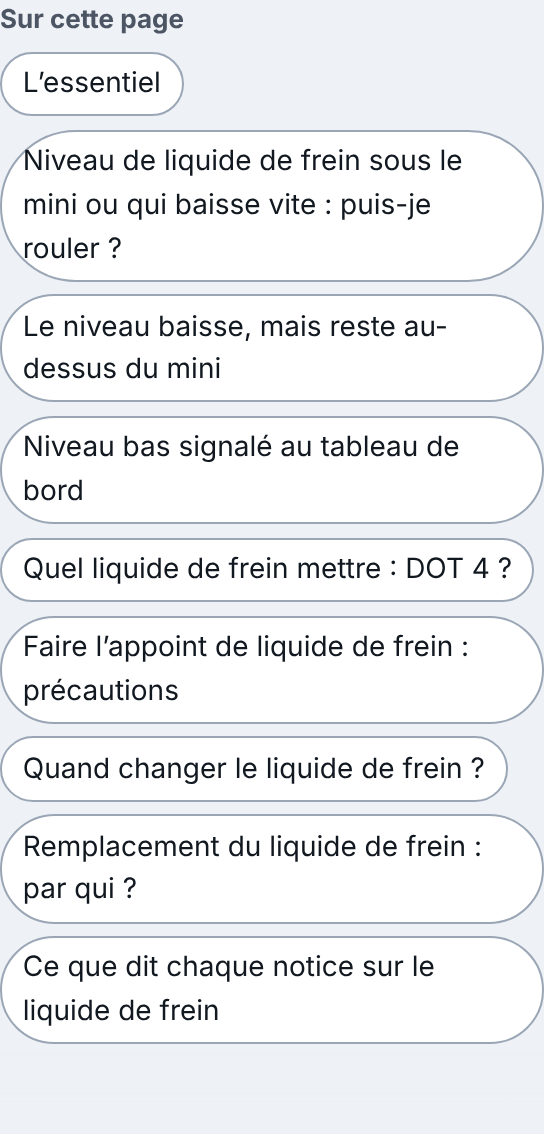 Sur cette page
L’essentiel
Niveau de liquide de frein sous le
mini ou qui baisse vite : puis-je
rouler ?
Le niveau baisse, mais reste au-
dessus du mini
Niveau bas signalé au tableau de
bord
Quel liquide de frein mettre : DOT 4 ?
Faire l’appoint de liquide de frein :
précautions
Quand changer le liquide de frein ?
Remplacement du liquide de frein :
par qui ?
Ce que dit chaque notice sur le
liquide de frein